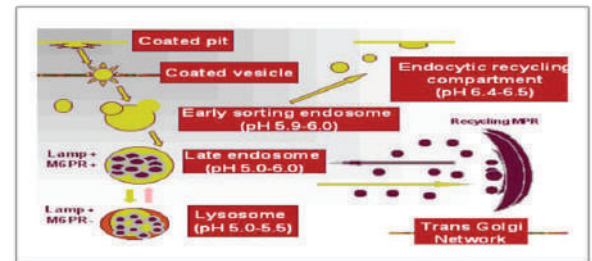 Coated pit
Coated vesicle
Endocytic recycling
compartment
(pH 6.4-6.5)
Early sorting endosome
(pH 5.9-6.0)
Recycling MPR
Lamp +
M6PR +
Late endosome
(pH 5.0-6.0)
Lamp +
M6PR -
Lysosome
(pH 5.0-5.5)
Trans Golgi
Network